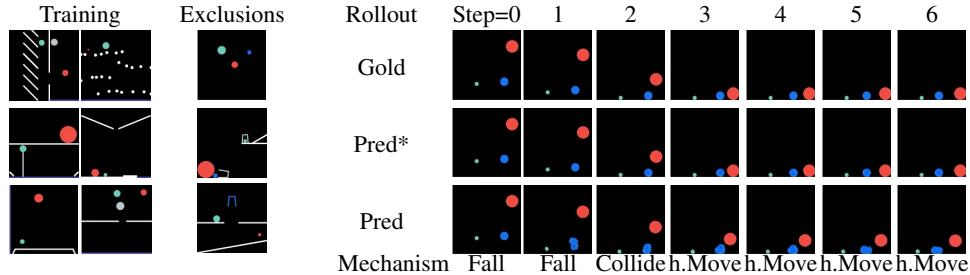 Training Exclusions Rollout Step=0 1 2 3 4 5 6
Gold
Pred*
Pred
Mechanism Fall Fall Collide h.Move h.Move h.Move h.Move